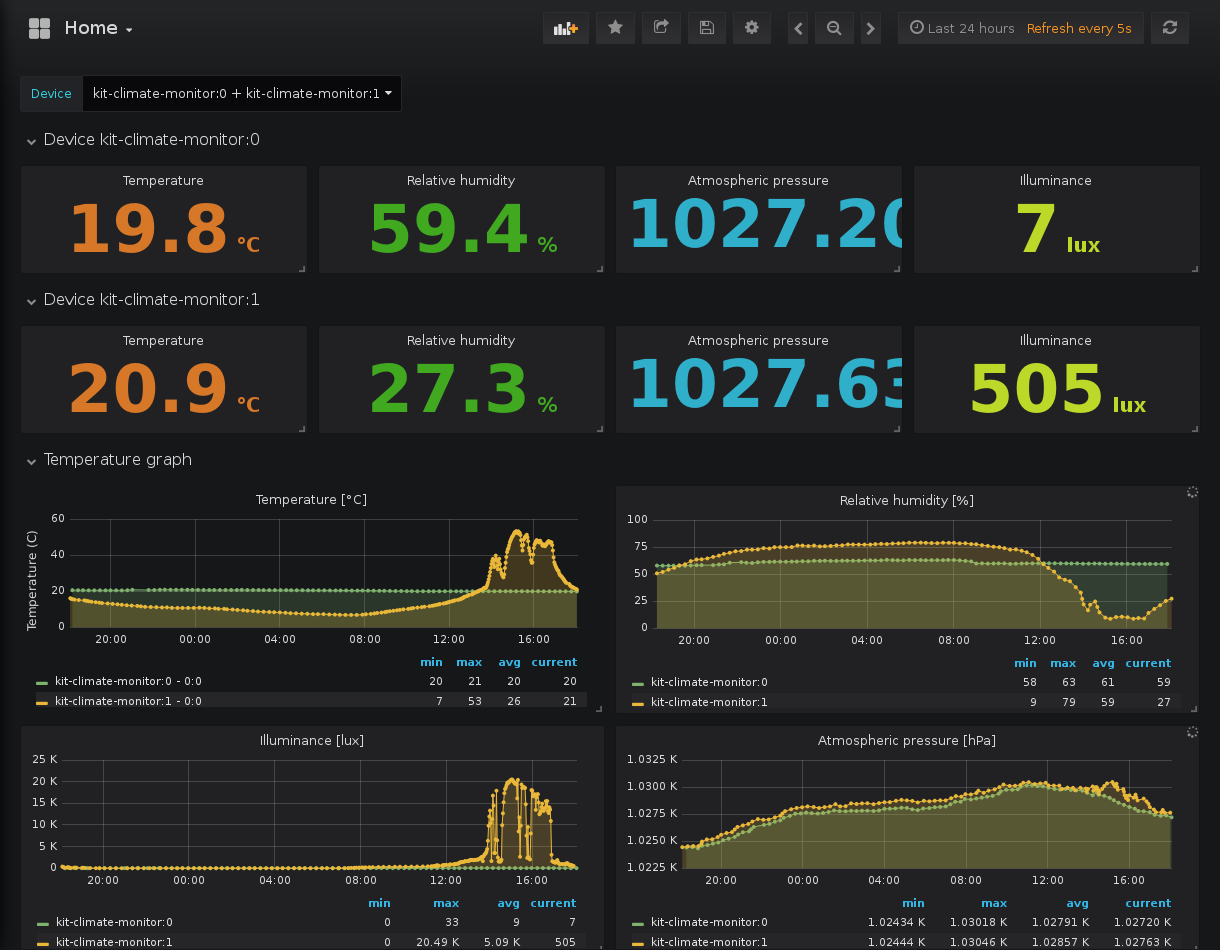 Home
Last 24 hours Refresh every 5s
Device kit-climate-monitor:0 + kit-climate-monitor:1
Device kit-climate-monitor:0
Temperature Relative humidity Atmospheric pressure Illuminance
19.8 °C 59.4 % 1027.20 7 lux
Device kit-climate-monitor:1
Temperature Relative humidity Atmospheric pressure Illuminance
20.9 °C 27.3 % 1027.63 505 lux
Temperature graph
Temperature [°C]
Temperature (C)
60
40
20
0
20:00 00:00 04:00 08:00 12:00 16:00
min max avg current
kit-climate-monitor:0 - 0:0 20 21 20 20
kit-climate-monitor:1 - 0:0 7 53 26 21
Relative humidity [%]
100
75
50
25
0
20:00 00:00 04:00 08:00 12:00 16:00
min max avg current
kit-climate-monitor:0 58 63 61 59
kit-climate-monitor:1 9 79 59 27
Illuminance [lux]
25 K
20 K
15 K
10 K
5 K
0
20:00 00:00 04:00 08:00 12:00 16:00
min max avg current
kit-climate-monitor:0 0 33 9 7
kit-climate-monitor:1 0 20.49 K 5.09 K 505
Atmospheric pressure [hPa]
1.0325 K
1.0300 K
1.0275 K
1.0250 K
1.0225 K
20:00 00:00 04:00 08:00 12:00 16:00
min max avg current
kit-climate-monitor:0 1.02434 K 1.03018 K 1.02791 K 1.02720 K
kit-climate-monitor:1 1.02444 K 1.03046 K 1.02857 K 1.02763 K